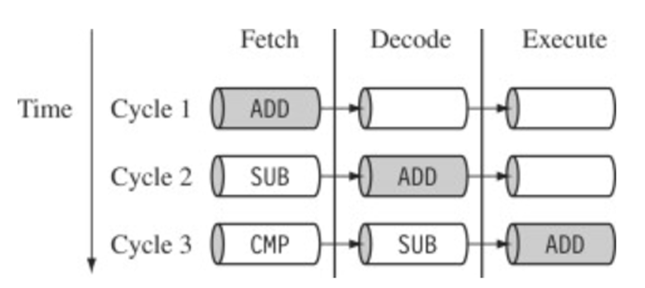 Fetch Decode Execute
Time Cycle 1 ADD
Cycle 2 SUB ADD
Cycle 3 CMP SUB ADD